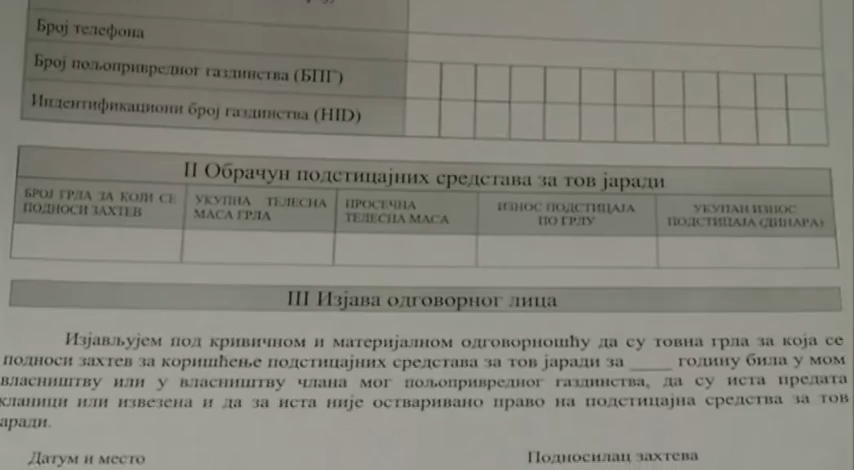 Број телефона
Број пољопривредног газдинства (БПГ)
Индентификациони број газдинства (HID)
II Обрачун подстицајних средстава за тов јаради
БРОЈ ГРЛА ЗА КОЈИ СЕ ПОДНОСИ ЗАХТЕВ
УКУПНА ТЕЛЕСНА МАСА ГРЛА
ПРОСЕЧНА ТЕЛЕСНА МАСА
ИЗНОС ПОДСТИЦАЈА ПО ГРЛУ
УКУПАН ИЗНОС ПОДСТИЦАЈА (ДИНАРА)
III Изјава одговорног лица
Изјављујем под кривичном и материјалном одговорношћу да су товна грла за која се
подноси захтев за коришћење подстицајних средстава за тов јаради за _____ годину била у мом
власништву или у власништву члана мог пољопривредног газдинства, да су иста предата
кланици или извезена и да за иста није остваривано право на подстицајна средства за тов
аради.
Датум и место
Подносилац захтева